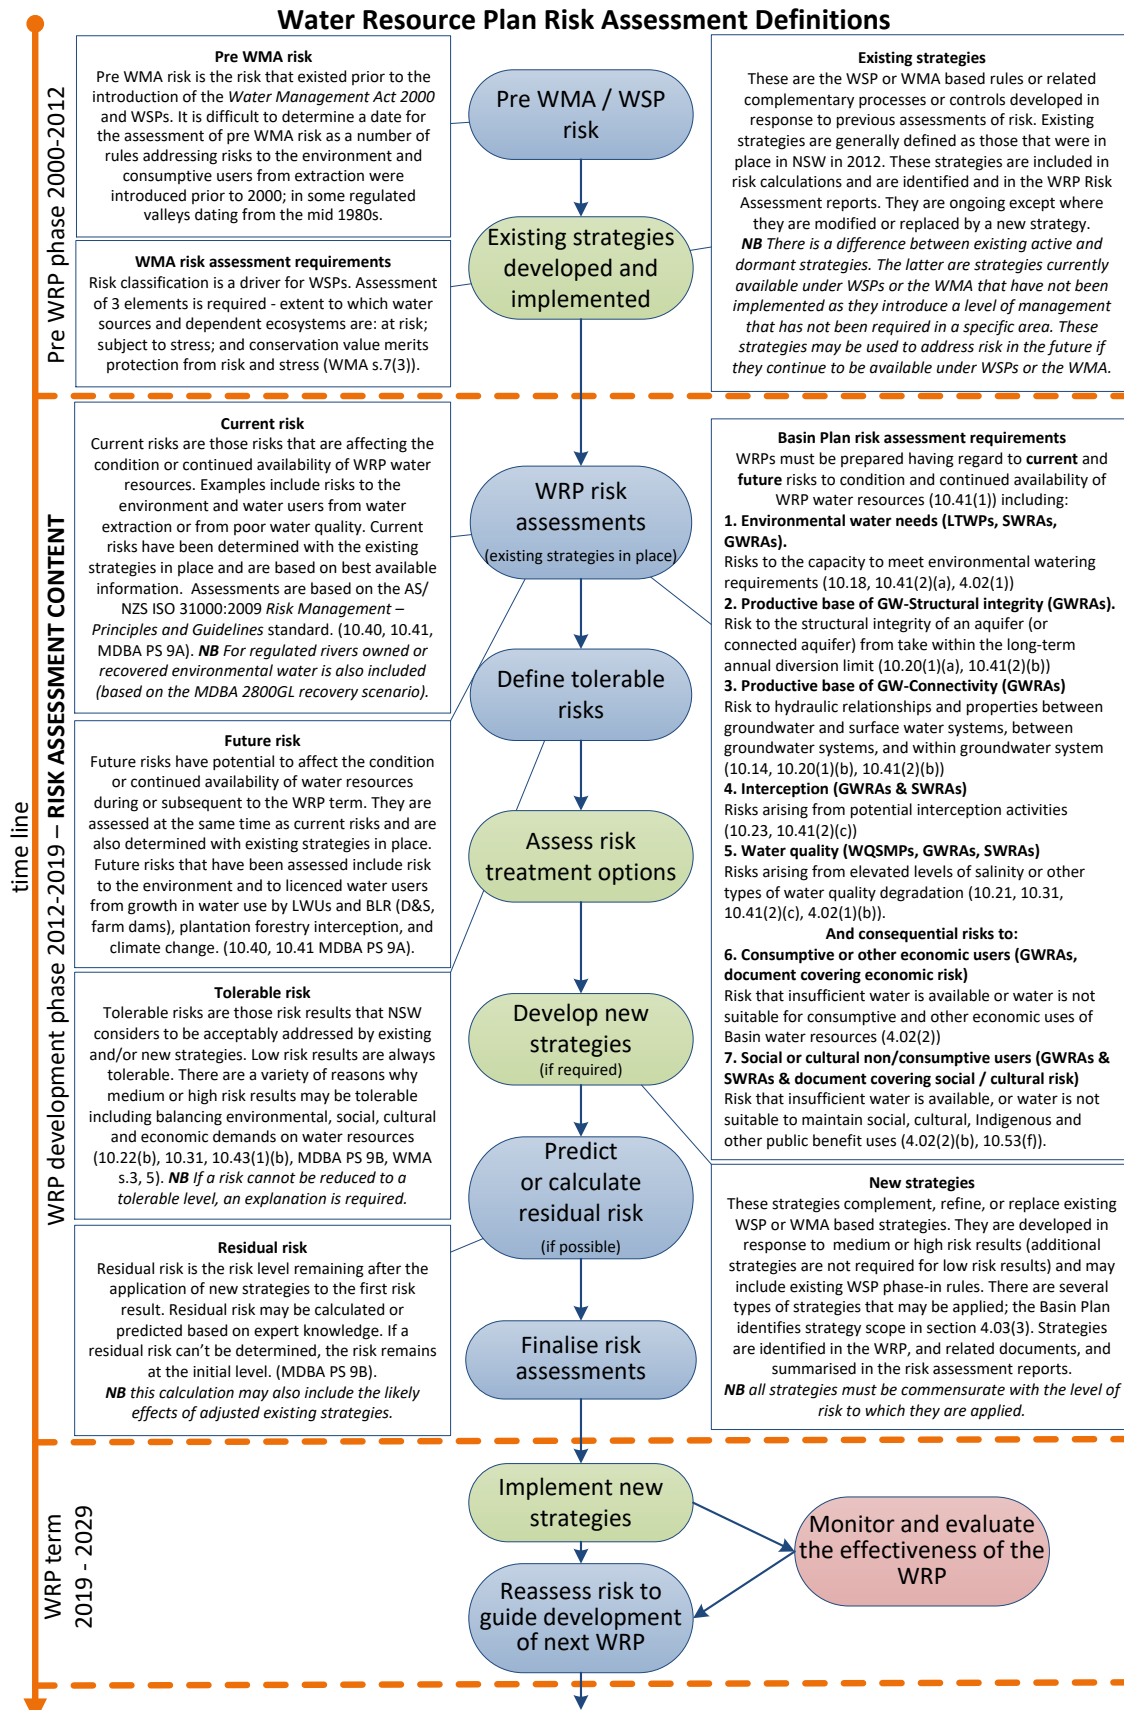 Water Resource Plan Risk Assessment Definitions
time line
Pre WRP phase 2000-2012
Pre WMA risk
Pre WMA risk is the risk that existed prior to the
introduction of the Water Management Act 2000
and WSPs. It is difficult to determine a date for
the assessment of pre WMA risk as a number of
rules addressing risks to the environment and
consumptive users from extraction were
introduced prior to 2000; in some regulated
valleys dating from the mid 1980s.
WMA risk assessment requirements
Risk classification is a driver for WSPs. Assessment
of 3 elements is required - extent to which water
sources and dependent ecosystems are: at risk;
subject to stress; and conservation value merits
protection from risk and stress (WMA s.7(3)).
Pre WMA / WSP
risk
Existing strategies
developed and
implemented
Existing strategies
These are the WSP or WMA based rules or related
complementary processes or controls developed in
response to previous assessments of risk. Existing
strategies are generally defined as those that were in
place in NSW in 2012. These strategies are included in
risk calculations and are identified and in the WRP Risk
Assessment reports. They are ongoing except where
they are modified or replaced by a new strategy.
NB There is a difference between existing active and
dormant strategies. The latter are strategies currently
available under WSPs or the WMA that have not been
implemented as they introduce a level of management
that has not been required in a specific area. These
strategies may be used to address risk in the future if
they continue to be available under WSPs or the WMA.
WRP development phase 2012-2019 – RISK ASSESSMENT CONTENT
Current risk
Current risks are those risks that are affecting the
condition or continued availability of WRP water
resources. Examples include risks to the
environment and water users from water
extraction or from poor water quality. Current
risks have been determined with the existing
strategies in place and are based on best available
information. Assessments are based on the AS/
NZS ISO 31000:2009 Risk Management –
Principles and Guidelines standard. (10.40, 10.41,
MDBA PS 9A). NB For regulated rivers owned or
recovered environmental water is also included
(based on the MDBA 2800GL recovery scenario).
Future risk
Future risks have potential to affect the condition
or continued availability of water resources
during or subsequent to the WRP term. They are
assessed at the same time as current risks and are
also determined with existing strategies in place.
Future risks that have been assessed include risk
to the environment and to licenced water users
from growth in water use by LWUs and BLR (D&S,
farm dams), plantation forestry interception, and
climate change. (10.40, 10.41 MDBA PS 9A).
Tolerable risk
Tolerable risks are those risk results that NSW
considers to be acceptably addressed by existing
and/or new strategies. Low risk results are always
tolerable. There are a variety of reasons why
medium or high risk results may be tolerable
including balancing environmental, social, cultural
and economic demands on water resources
(10.22(b), 10.31, 10.43(1)(b), MDBA PS 9B, WMA
s.3, 5). NB If a risk cannot be reduced to a
tolerable level, an explanation is required.
Residual risk
Residual risk is the risk level remaining after the
application of new strategies to the first risk
result. Residual risk may be calculated or
predicted based on expert knowledge. If a
residual risk can't be determined, the risk remains
at the initial level. (MDBA PS 9B).
NB this calculation may also include the likely
effects of adjusted existing strategies.
WRP risk
assessments
(existing strategies in place)
Define tolerable
risks
Assess risk
treatment options
Develop new
strategies
(if required)
Predict
or calculate
residual risk
(if possible)
Finalise risk
assessments
Basin Plan risk assessment requirements
WRPs must be prepared having regard to current and
future risks to condition and continued availability of
WRP water resources (10.41(1)) including:
1. Environmental water needs (LTWPs, SWRAs,
GWRAs).
Risks to the capacity to meet environmental watering
requirements (10.18, 10.41(2)(a), 4.02(1))
2. Productive base of GW-Structural integrity (GWRAs).
Risk to the structural integrity of an aquifer (or
connected aquifer) from take within the long-term
annual diversion limit (10.20(1)(a), 10.41(2)(b))
3. Productive base of GW-Connectivity (GWRAs)
Risk to hydraulic relationships and properties between
groundwater and surface water systems, between
groundwater systems, and within groundwater system
(10.14, 10.20(1)(b), 10.41(2)(b))
4. Interception (GWRAs & SWRAs)
Risks arising from potential interception activities
(10.23, 10.41(2)(c))
5. Water quality (WQSMPs, GWRAs, SWRAs)
Risks arising from elevated levels of salinity or other
types of water quality degradation (10.21, 10.31,
10.41(2)(c), 4.02(1)(b)).
And consequential risks to:
6. Consumptive or other economic users (GWRAs,
document covering economic risk)
Risk that insufficient water is available or water is not
suitable for consumptive and other economic uses of
Basin water resources (4.02(2))
7. Social or cultural non/consumptive users (GWRAs &
SWRAs & document covering social / cultural risk)
Risk that insufficient water is available, or water is not
suitable to maintain social, cultural, Indigenous and
other public benefit uses (4.02(2)(b), 10.53(f)).
New strategies
These strategies complement, refine, or replace existing
WSP or WMA based strategies. They are developed in
response to medium or high risk results (additional
strategies are not required for low risk results) and may
include existing WSP phase-in rules. There are several
types of strategies that may be applied; the Basin Plan
identifies strategy scope in section 4.03(3). Strategies
are identified in the WRP, and related documents, and
summarised in the risk assessment reports.
NB all strategies must be commensurate with the level of
risk to which they are applied.
WRP term
2019 - 2029
Implement new
strategies
Monitor and evaluate
the effectiveness of the
WRP
Reassess risk to
guide development
of next WRP